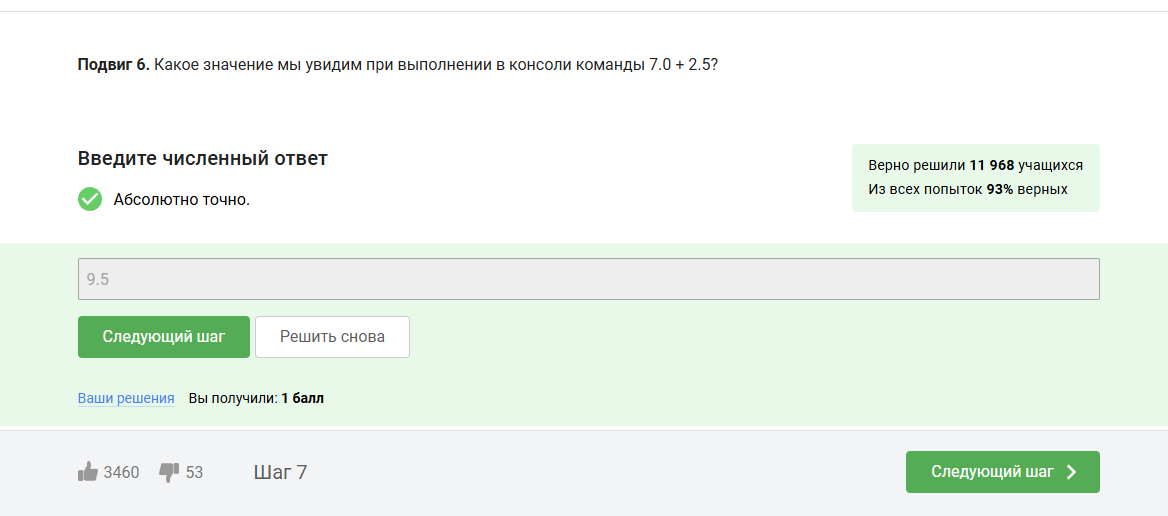 Подвиг 6. Какое значение мы увидим при выполнении в консоли команды 7.0 + 2.5?
Введите численный ответ
Абсолютно точно.
Верно решили 11 968 учащихся
Из всех попыток 93% верных
9.5
Следующий шаг
Решить снова
Ваши решения
Вы получили: 1 балл
3460
53
Шаг 7
Следующий шаг